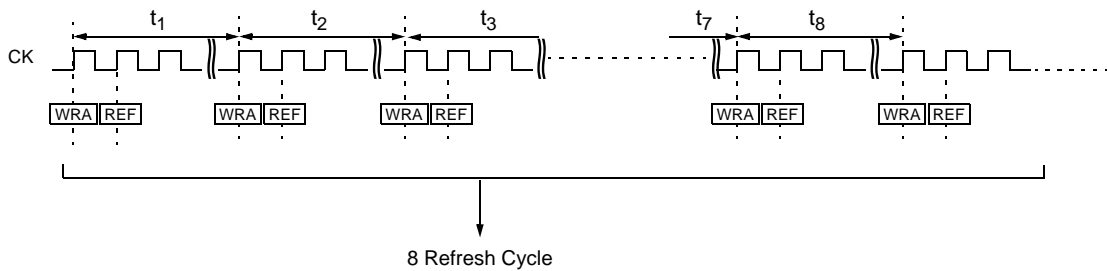 t1 t2 t3 t7 t8
CK
WRA REF WRA REF WRA REF WRA REF WRA REF
8 Refresh Cycle